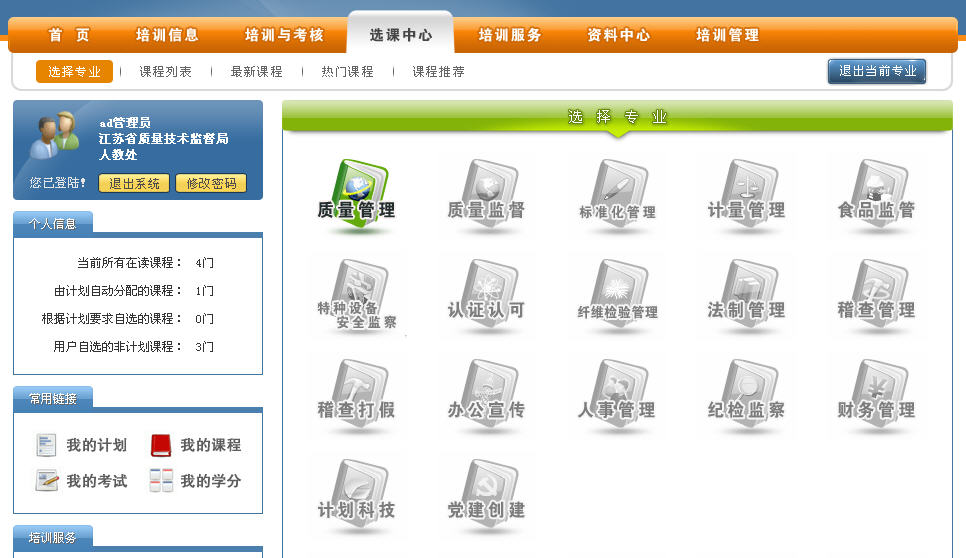 首 页 培训信息 培训与考核 选课中心 培训服务 资料中心 培训管理
选择专业 课程列表 最新课程 热门课程 课程推荐 退出当前专业
ad管理员
江苏省质量技术监督局
人教处
您已登陆! 退出系统 修改密码
个人信息
当前所有在读课程： 4门
由计划自动分配的课程： 1门
根据计划要求自选的课程： 0门
用户自选的非计划课程： 3门
常用链接
我的计划 我的课程
我的考试 我的学分
培训服务
选 择 专 业
质量管理 质量监督 标准化管理 计量管理 食品监管
特种设备
安全监察 认证认可 纤维检验管理 法制管理 稽查管理
稽查打假 办公宣传 人事管理 纪检监察 财务管理
计划科技 党建创建